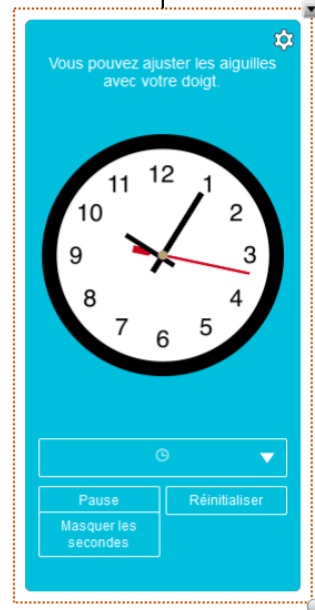 Vous pouvez ajuster les aiguilles
avec votre doigt.
12
11
1
10
2
9
3
8
4
7
5
6
Pause
Réinitialiser
Masquer les
secondes